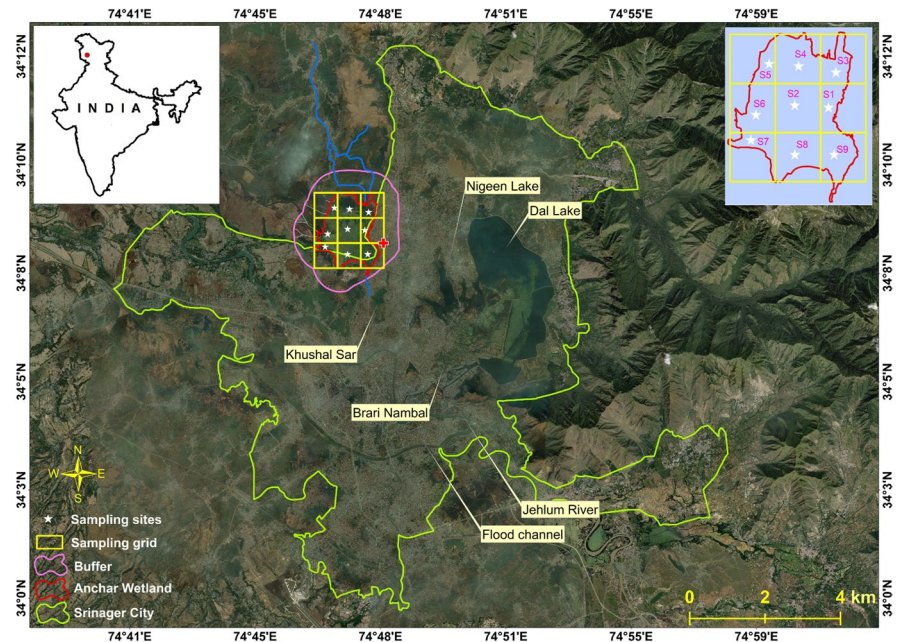 74°41'E 74°45'E 74°48'E 74°51'E 74°55'E 74°59'E
34°12'N
34°10'N
34°8'N
34°5'N
34°3'N
34°0'N
INDIA
S4
S3
S5
S2
S1
S6
S7
S8
S9
34°12'N
34°10'N
34°8'N
34°5'N
34°3'N
34°0'N
Nigeen Lake
Dal Lake
Khushal Sar
Brari Nambal
Jehlum River
Flood channel
N
W E
S
Sampling sites
Sampling grid
Buffer
Anchar Wetland
Srinager City
0 2 4 km
74°41'E 74°45'E 74°48'E 74°51'E 74°55'E 74°59'E